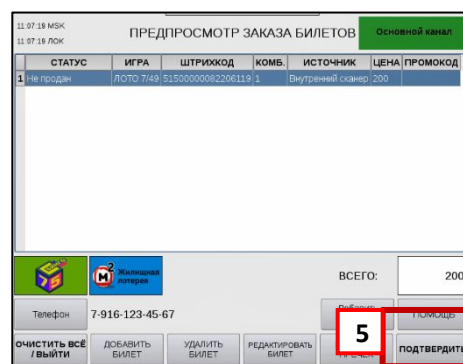 11:07:19 MSK
11:07:19 ЛОК
ПРЕДПРОСМОТР ЗАКАЗА БИЛЕТОВ
Основной канал
СТАТУС ИГРА ШТРИХКОД КОМБ. ИСТОЧНИК ЦЕНА ПРОМОКОД
1 Не продан ЛОТО 7/49 51500000082206119 1 Внутренний сканер 200
75
М2 Жилищная лотерея
ВСЕГО: 200
Телефон 7-916-123-45-67 ПОМОЩЬ
5
ОЧИСТИТЬ ВСЁ / ВЫЙТИ
ДОБАВИТЬ БИЛЕТ
УДАЛИТЬ БИЛЕТ
РЕДАКТИРОВАТЬ БИЛЕТ
ПОДТВЕРДИТЬ